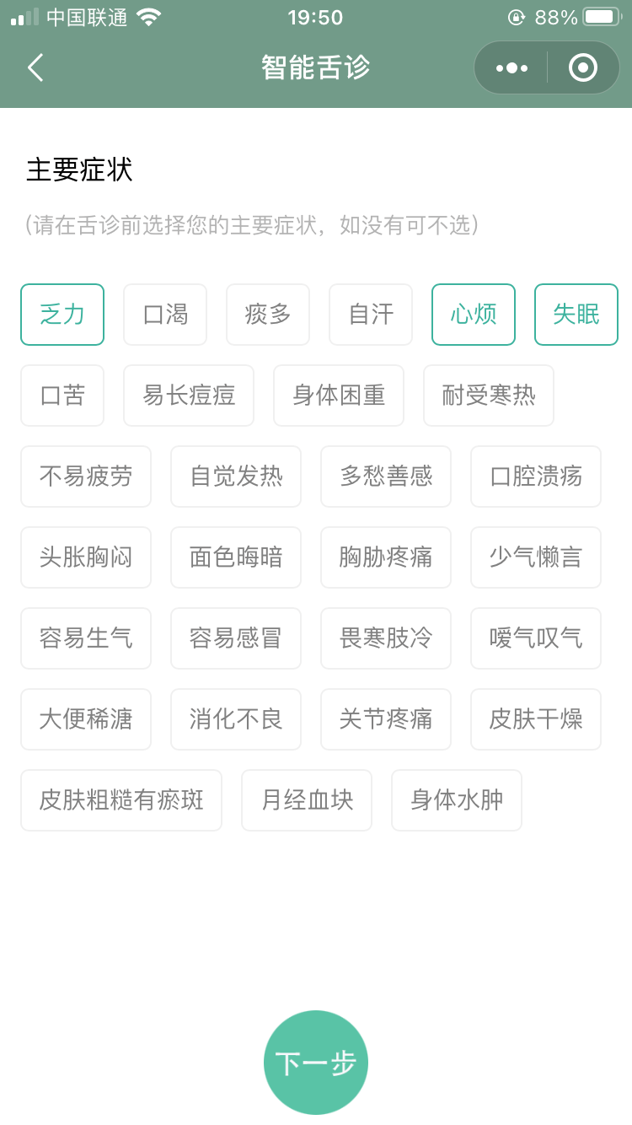 中国联通 19:50 88%
智能舌诊
主要症状
(请在舌诊前选择您的主要症状，如没有可不选)
乏力 口渴 痰多 自汗 心烦 失眠
口苦 易长痘痘 身体困重 耐受寒热
不易疲劳 自觉发热 多愁善感 口腔溃疡
头胀胸闷 面色晦暗 胸胁疼痛 少气懒言
容易生气 容易感冒 畏寒肢冷 嗳气叹气
大便稀溏 消化不良 关节疼痛 皮肤干燥
皮肤粗糙有瘀斑 月经血块 身体水肿
下一步